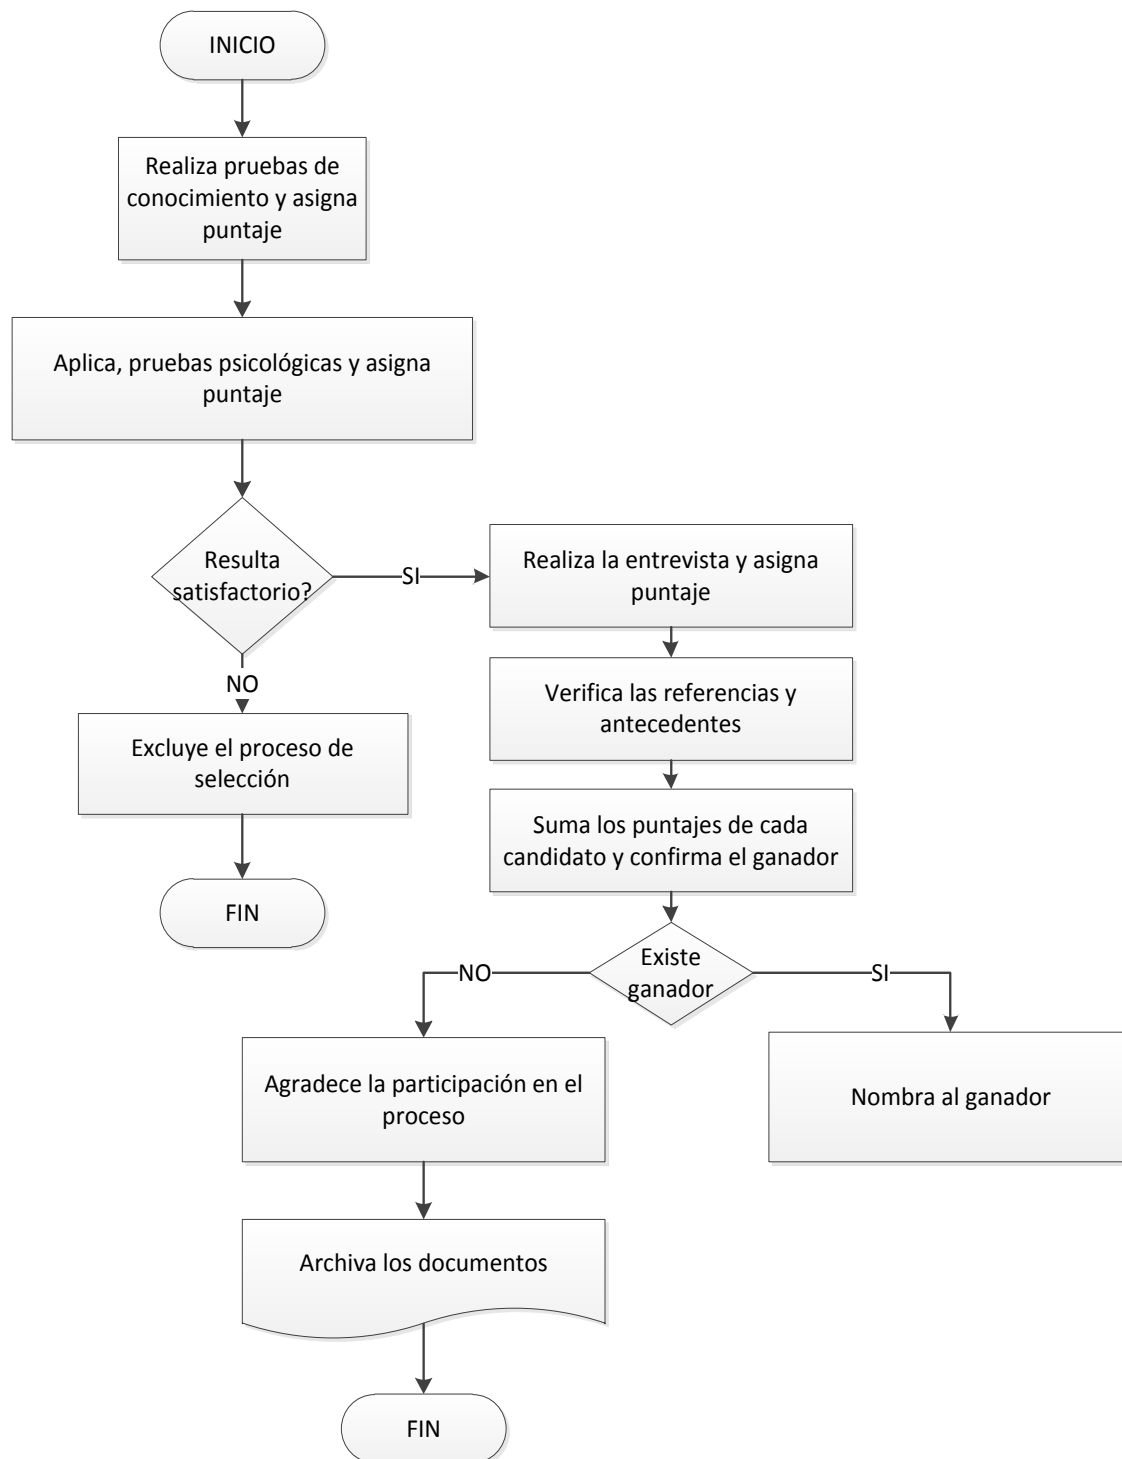 INICIO
Realiza pruebas de
conocimiento y asigna
puntaje
Aplica, pruebas psicológicas y asigna
puntaje
Resulta
satisfactorio?
SI
Realiza la entrevista y asigna
puntaje
NO
Verifica las referencias y
antecedentes
Excluye el proceso de
selección
Suma los puntajes de cada
candidato y confirma el ganador
FIN
Existe
ganador
NO
SI
Agradece la participación en el
proceso
Nombra al ganador
Archiva los documentos
FIN